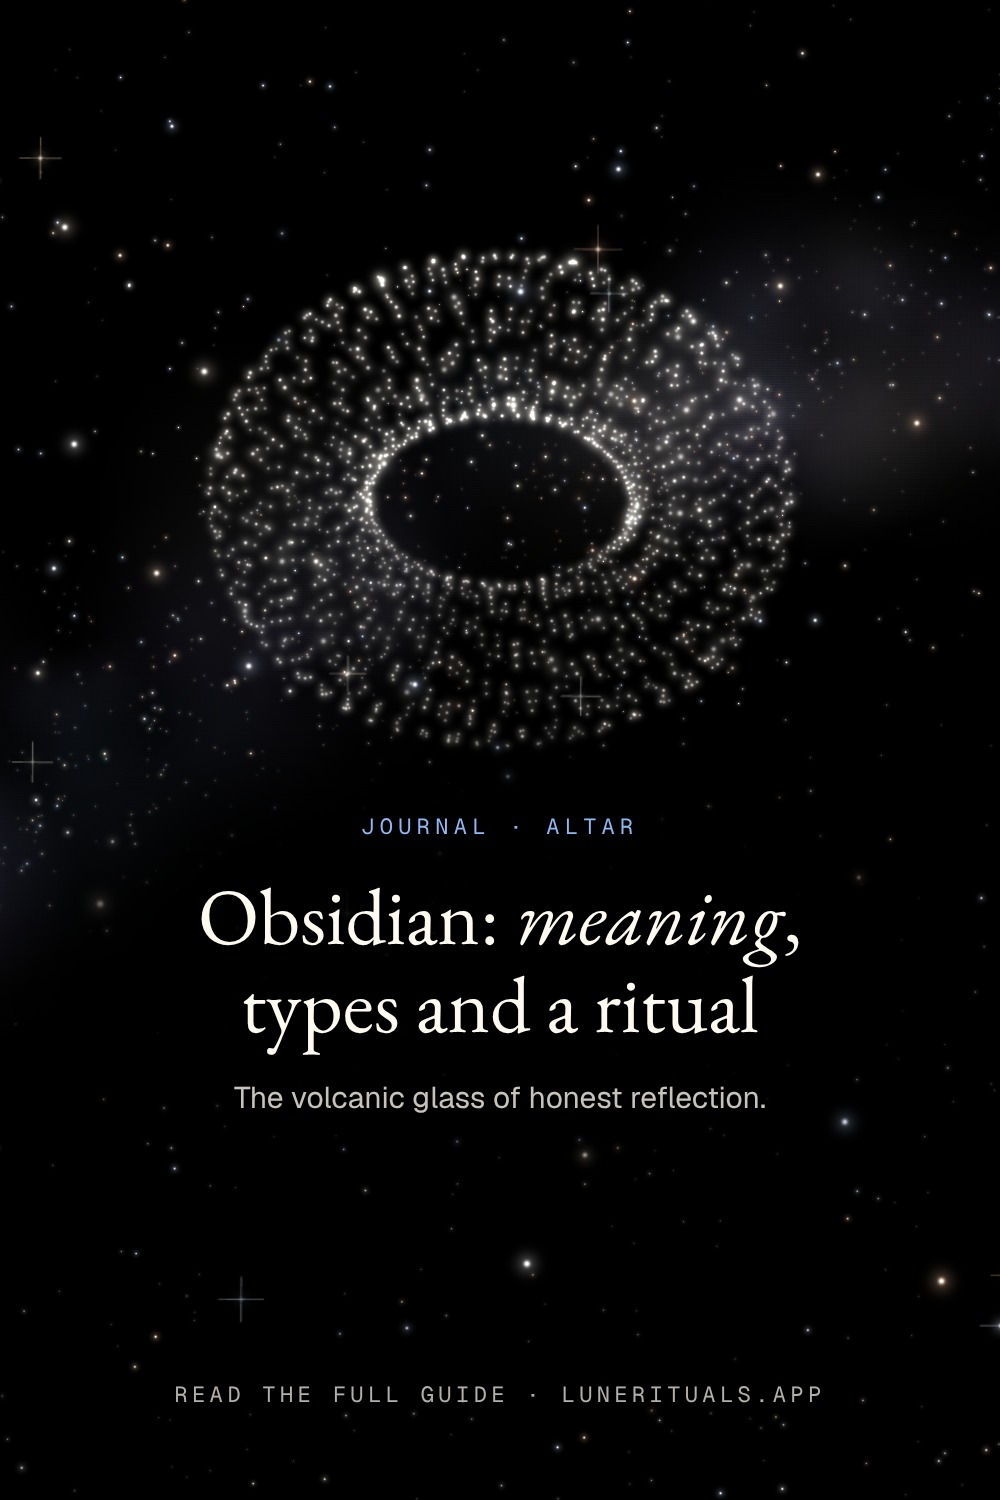 JOURNAL · ALTAR
Obsidian: meaning,
types and a ritual
The volcanic glass of honest reflection.
READ THE FULL GUIDE · LUNERITUALS.APP